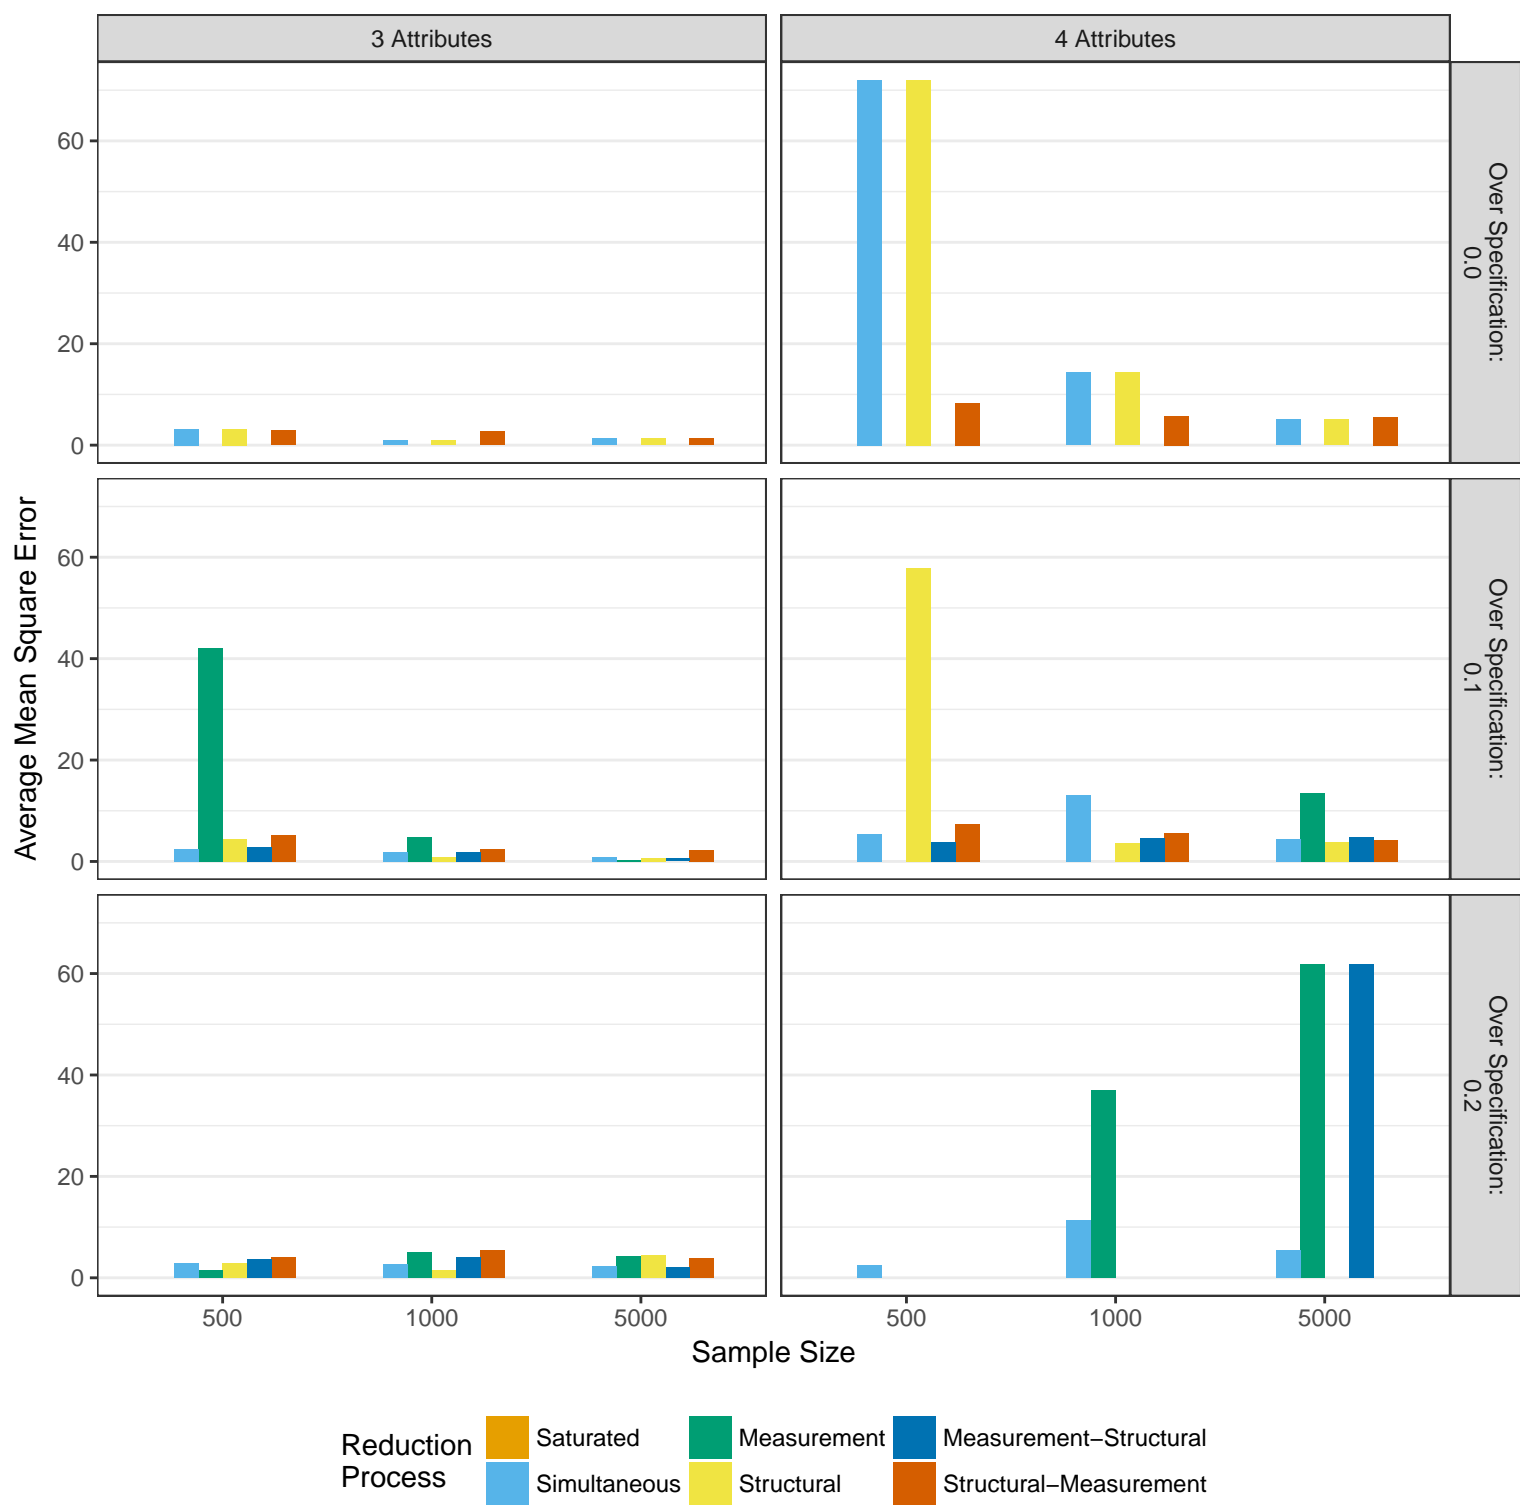 3 Attributes
4 Attributes
60
40
20
0
Over Specification:
0.0
60
40
20
0
Over Specification:
0.1
60
40
20
0
Over Specification:
0.2
Average Mean Square Error
500
1000
5000
500
1000
5000
Sample Size
Reduction
Process
Saturated
Measurement
Measurement−Structural
Simultaneous
Structural
Structural−Measurement